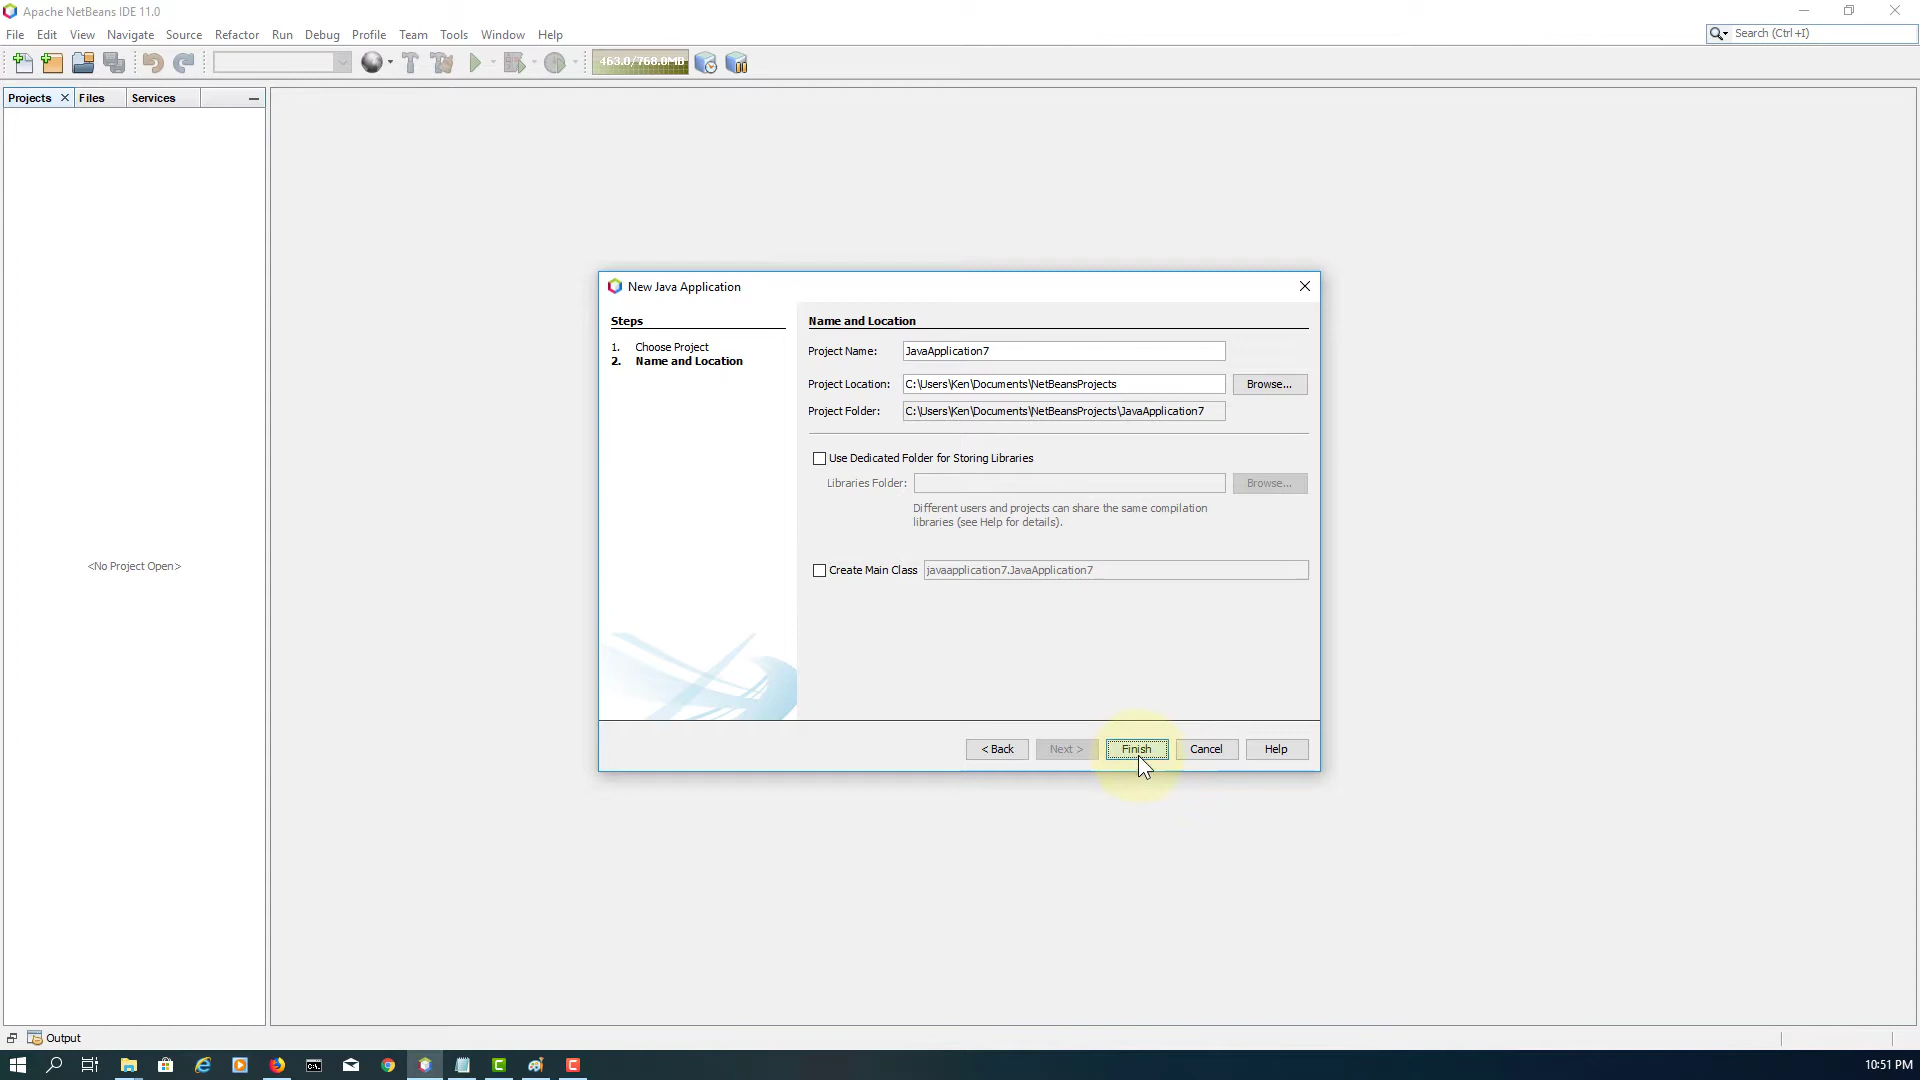 Apache NetBeans IDE 11.0
File Edit View Navigate Source Refactor Run Debug Profile Team Tools Window Help
Search (Ctrl+I)
463.0/768.0MB
Projects Files Services
<No Project Open>
New Java Application
Steps
1. Choose Project
2. Name and Location
Name and Location
Project Name: JavaApplication7
Project Location: C:\Users\Ken\Documents\NetBeansProjects Browse...
Project Folder: C:\Users\Ken\Documents\NetBeansProjects\JavaApplication7
Use Dedicated Folder for Storing Libraries
Libraries Folder: Browse...
Different users and projects can share the same compilation
libraries (see Help for details).
Create Main Class javaapplication7.JavaApplication7
< Back Next > Finish Cancel Help
Output
10:51 PM